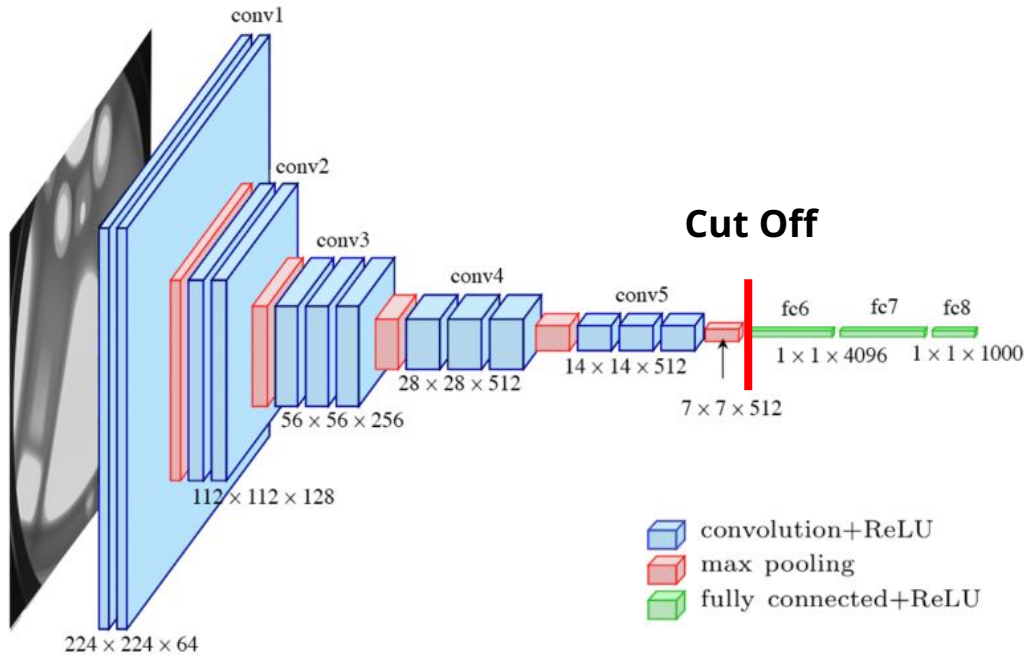 conv1
conv2
conv3
conv4
conv5
Cut Off
fc6
fc7
fc8
1 × 1 × 4096
1 × 1 × 1000
28 × 28 × 512
14 × 14 × 512
7 × 7 × 512
56 × 56 × 256
112 × 112 × 128
224 × 224 × 64
convolution+ReLU
max pooling
fully connected+ReLU